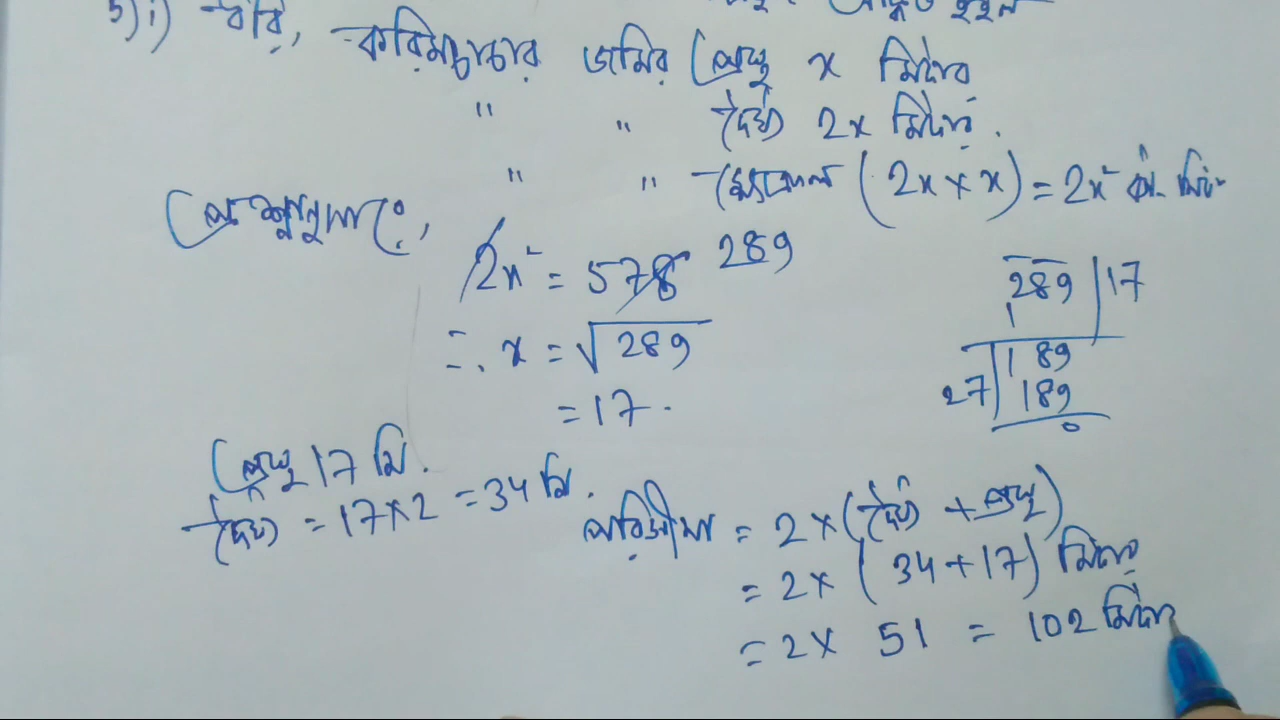 5) i) ধরি, করিমচাচার জমির প্রস্থ x মিটার
" " দৈর্ঘ্য 2x মিটার.
" " ক্ষেত্রফল (2x × x) = 2x² বর্গ মি.
প্রশ্নানুসারে,
2x² = 578 289
∴ x = √289
= 17.
289 | 17
1
27 | 189
189
0
প্রস্থ 17 মি.
দৈর্ঘ্য = 17×2 = 34 মি.
পরিসীমা = 2 × (দৈর্ঘ্য + প্রস্থ)
= 2 × (34+17) মিটার
= 2 × 51 = 102 মিটার